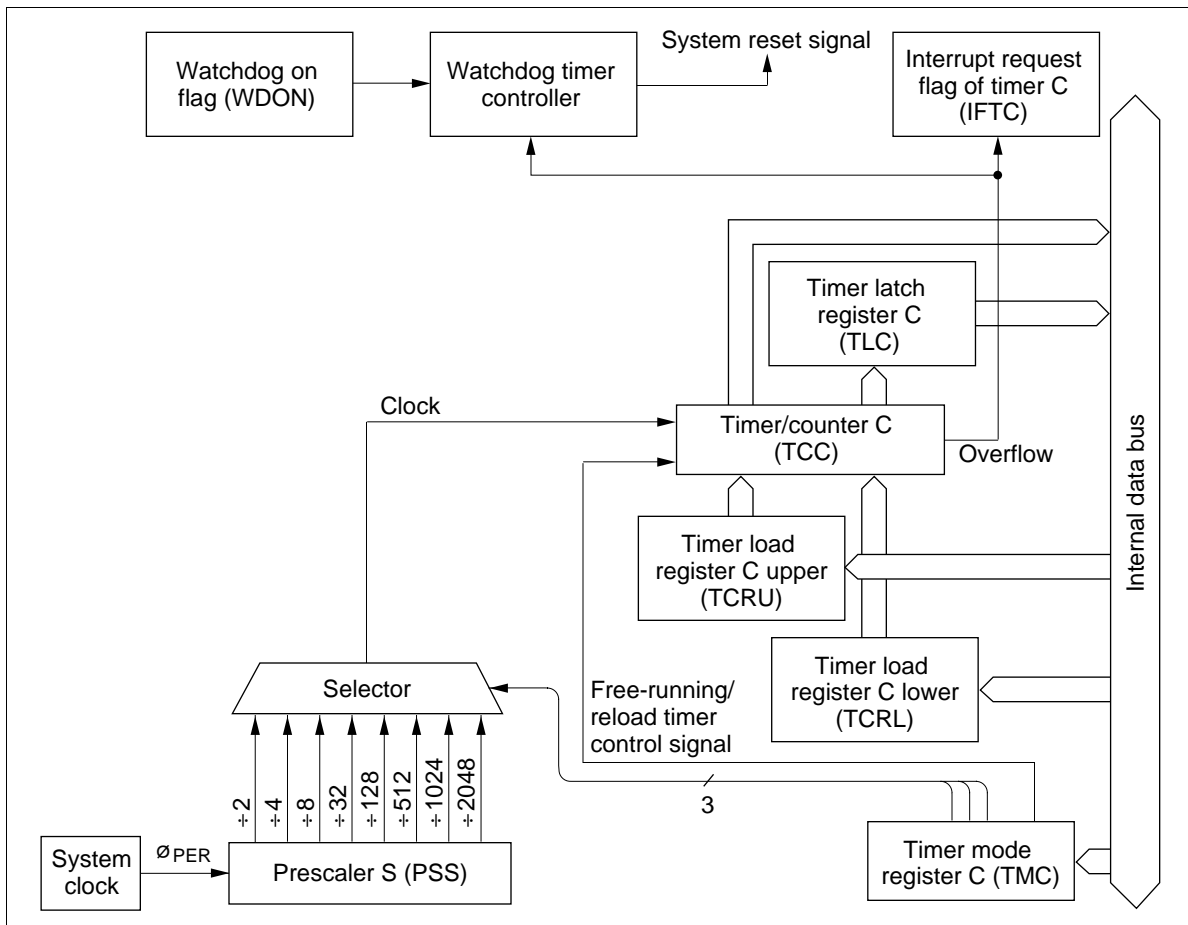 System reset signal
Watchdog on
flag (WDON)
Watchdog timer
controller
Interrupt request
flag of timer C
(IFTC)
Timer latch
register C
(TLC)
Clock
Timer/counter C
(TCC)
Overflow
Internal data bus
Timer load
register C upper
(TCRU)
Timer load
register C lower
(TCRL)
Selector
Free-running/
reload timer
control signal
÷2
÷4
÷8
÷32
÷128
÷512
÷1024
÷2048
3
System
clock
ØPER
Prescaler S (PSS)
Timer mode
register C (TMC)